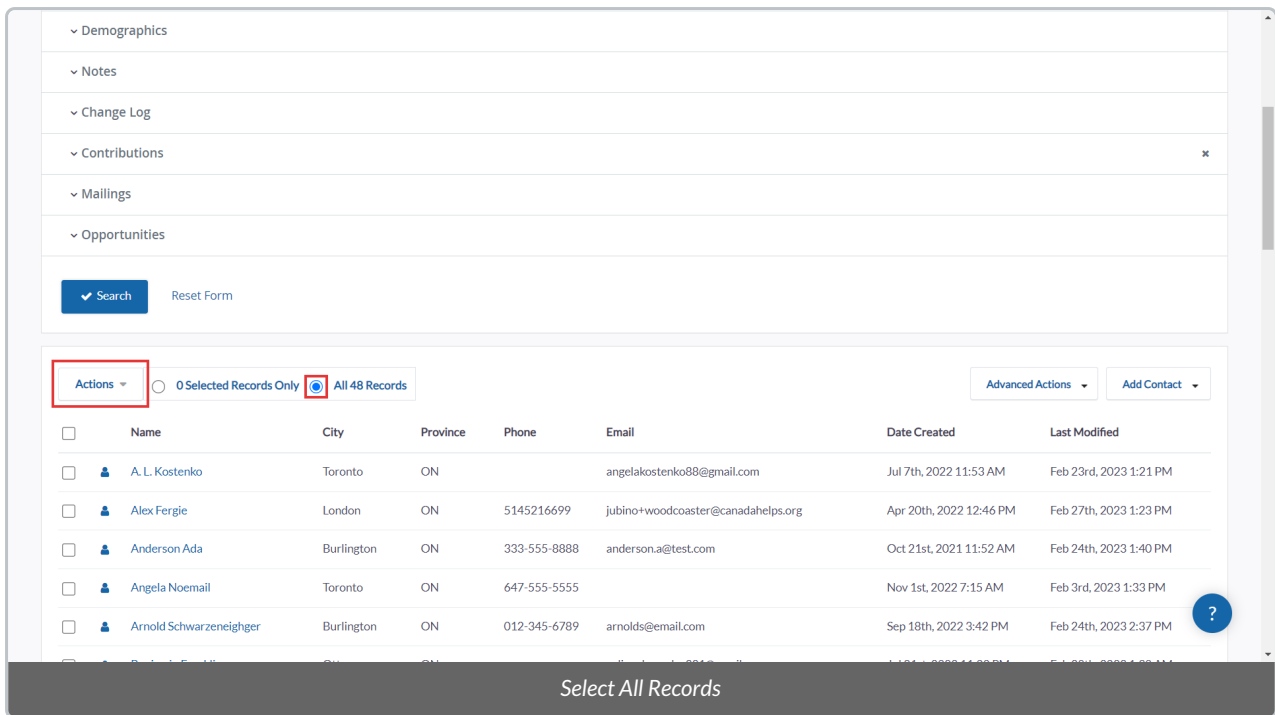 Demographics
Notes
Change Log
Contributions
Mailings
Opportunities
Search Reset Form
Actions 0 Selected Records Only All 48 Records Advanced Actions Add Contact
Name City Province Phone Email Date Created Last Modified
A. L. Kostenko Toronto ON angelakostenko88@gmail.com Jul 7th, 2022 11:53 AM Feb 23rd, 2023 1:21 PM
Alex Fergie London ON 5145216699 jubino+woodcoaster@canadahelps.org Apr 20th, 2022 12:46 PM Feb 27th, 2023 1:23 PM
Anderson Ada Burlington ON 333-555-8888 anderson.a@test.com Oct 21st, 2021 11:52 AM Feb 24th, 2023 1:40 PM
Angela Noemail Toronto ON 647-555-5555 Nov 1st, 2022 7:15 AM Feb 3rd, 2023 1:33 PM
Arnold Schwarzeneighger Burlington ON 012-345-6789 arnolds@email.com Sep 18th, 2022 3:42 PM Feb 24th, 2023 2:37 PM
?
Select All Records